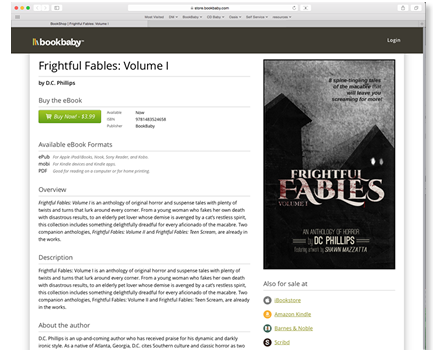 store.bookbaby.com
Most Visited DM BookBaby CD Baby Oasis Self Service resources
BookShop | Frightful Fables: Volume I
bookbaby
Login
Frightful Fables: Volume I
by D.C. Phillips
Buy the eBook
Buy Now! - $3.99
Available Now
ISBN 9781483524658
Publisher BookBaby
Available eBook Formats
ePub For Apple iPad/iBooks, Nook, Sony Reader, and Kobo.
mobi For Kindle devices and Kindle apps.
PDF Good for reading on a computer or for home printing.
Overview
Frightful Fables: Volume I is an anthology of original horror and suspense tales with plenty of
twists and turns that lurk around every corner. From a young woman who fakes her own death
with disastrous results, to an elderly pet lover whose demise is avenged by a cat's restless spirit,
this collection includes something delightfully dreadful for every aficionado of the macabre. Two
companion anthologies, Frightful Fables: Volume II and Frightful Fables: Teen Scream, are already in
the works.
Description
Frightful Fables: Volume I is an anthology of original horror and suspense tales with plenty of
twists and turns that lurk around every corner. From a young woman who fakes her own death
with disastrous results, to an elderly pet lover whose demise is avenged by a cat's restless spirit,
this collection includes something delightfully dreadful for every aficionado of the macabre. Two
companion anthologies, Frightful Fables: Volume II and Frightful Fables: Teen Scream, are already
in the works.
About the author
D.C. Phillips is an up-and-coming author who has received praise for his dynamic and darkly
ironic style. As a native of Atlanta, Georgia, D.C. cites Southern culture and classic horror as two
8 spine-tingling tales
of the macabre that
will leave you
screaming for more!
FRIGHTFUL
FABLES
VOLUME I
AN ANTHOLOGY OF HORROR
by DC PHILLIPS
featuring artwork by SHAWN MAZZATTA
Also for sale at
iBookstore
Amazon Kindle
Barnes & Noble
Scribd